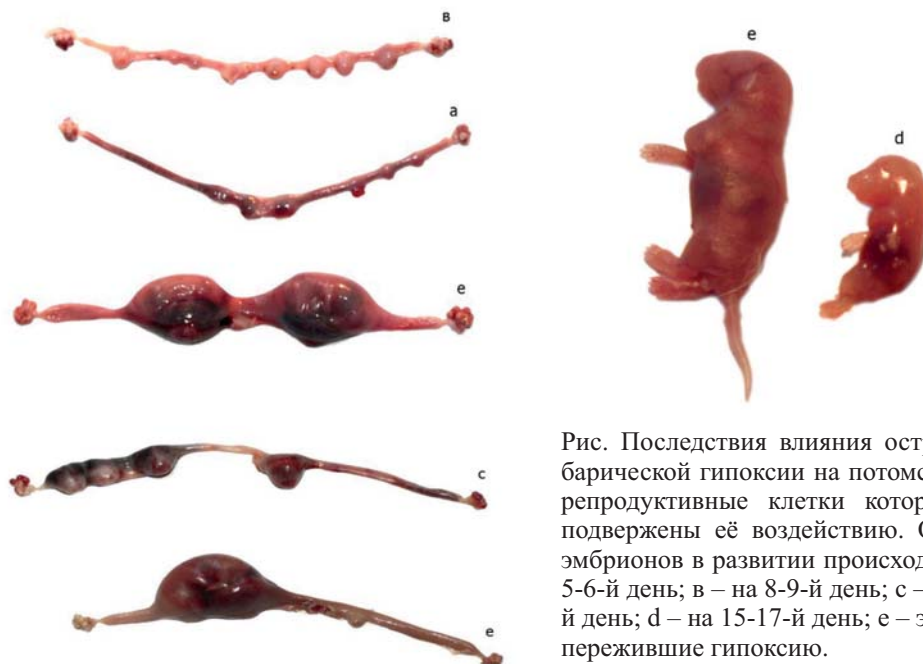 в
a
e
c
e
e
d
Рис. Последствия влияния
барической гипоксии на
репродуктивные клетки
подвержены её воздействию.
эмбрионов в развитии
5-6-й день; в – на 8-9-й день; с –
й день; d – на 15-17-й день; е –
пережившие гипоксию.